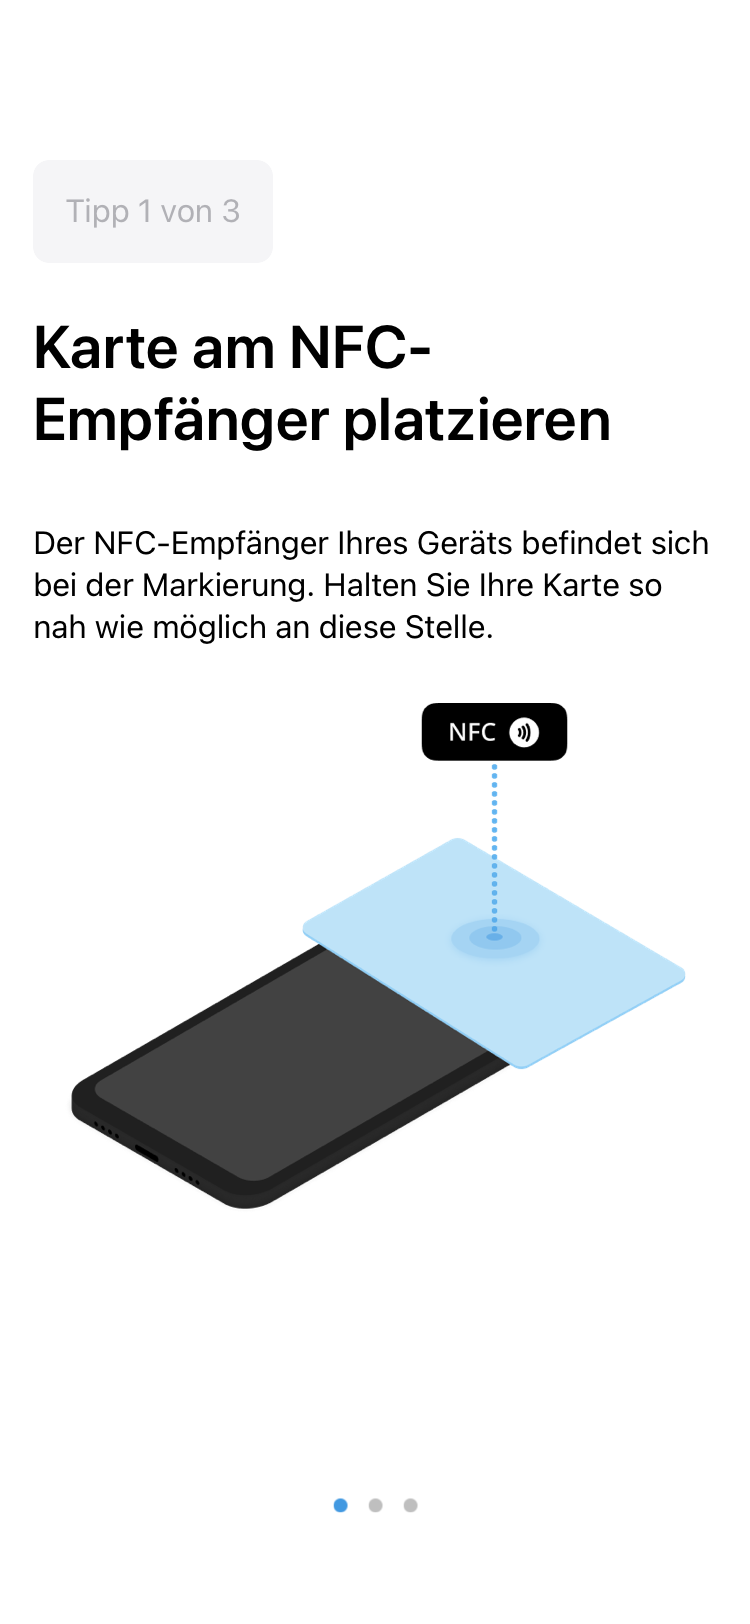 Tipp 1 von 3
Karte am NFC-
Empfänger platzieren
Der NFC-Empfänger Ihres Geräts befindet sich
bei der Markierung. Halten Sie Ihre Karte so
nah wie möglich an diese Stelle.
NFC